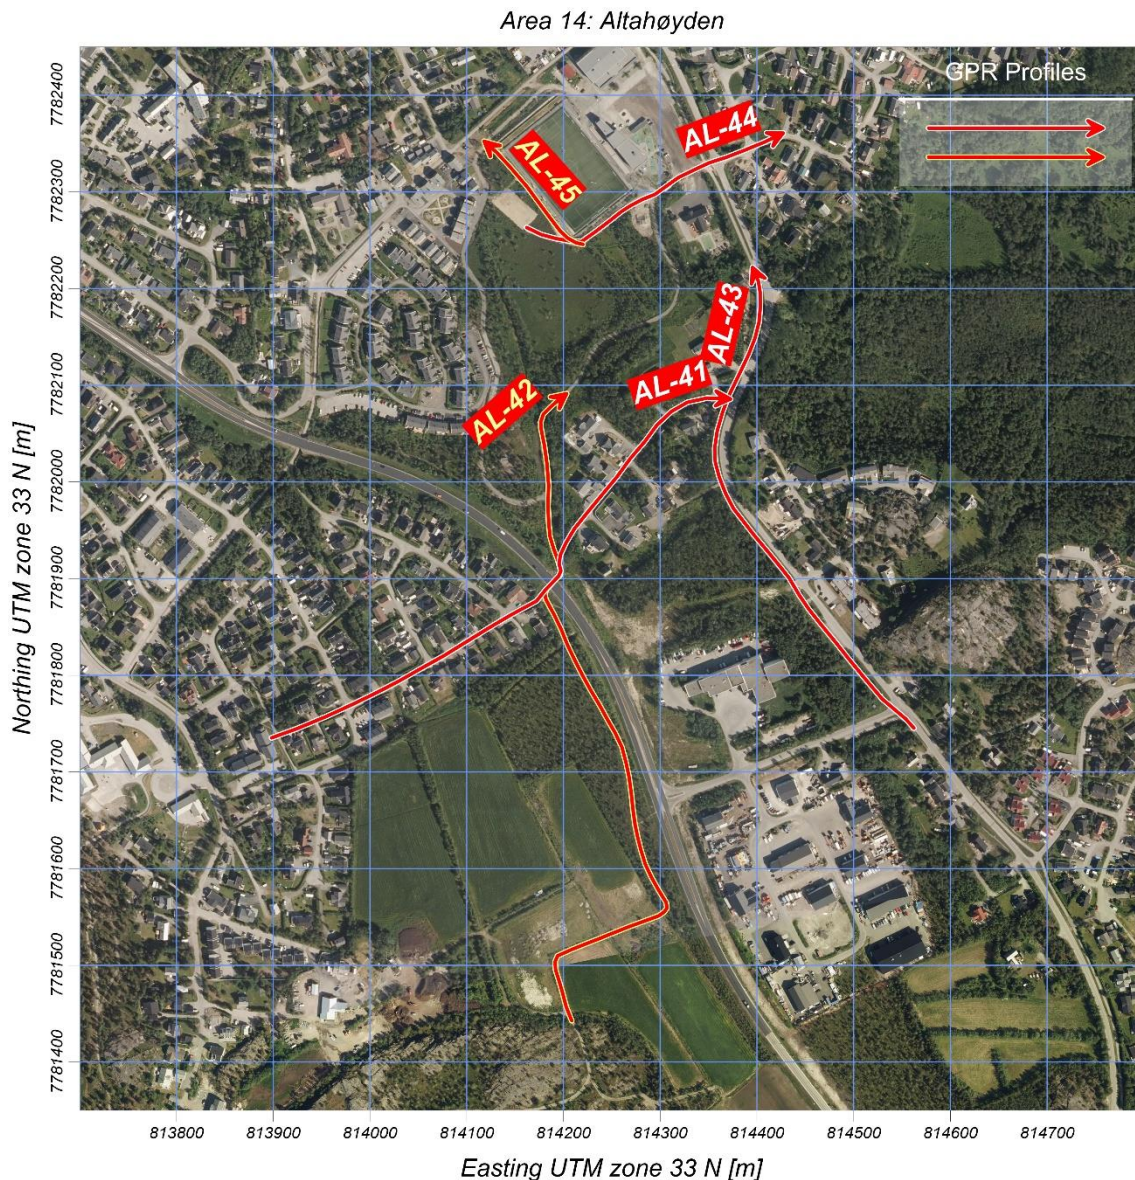 Area 14: Altahøyden
GPR Profiles
AL-44
AL-45
AL-43
AL-41
AL-42
Northing UTM zone 33 N [m]
7782400
7782300
7782200
7782100
7782000
7781900
7781800
7781700
7781600
7781500
7781400
813800 813900 814000 814100 814200 814300 814400 814500 814600 814700
Easting UTM zone 33 N [m]